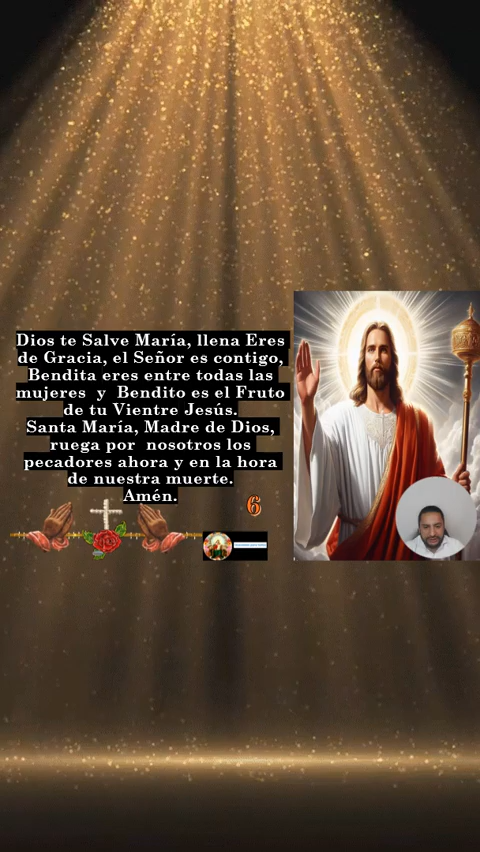 Dios te Salve María, llena Eres
de Gracia, el Señor es contigo,
Bendita eres entre todas las
mujeres y Bendito es el Fruto
de tu Vientre Jesús.
Santa María, Madre de Dios,
ruega por nosotros los
pecadores ahora y en la hora
de nuestra muerte.
Amén.
6